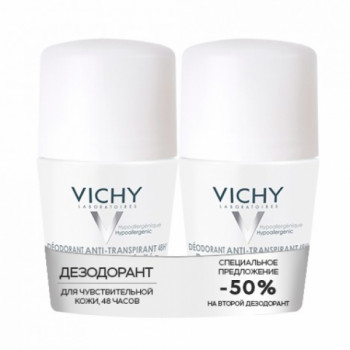 VICHY
LABORATOIRES
Hypoallergénique
Hypoallergenic
DÉODORANT ANTI-TRANSPIRANT 48H
ДЕЗОДОРАНТ
ДЛЯ ЧУВСТВИТЕЛЬНОЙ
КОЖИ, 48 ЧАСОВ
VICHY
LABORATOIRES
Hypoallergénique
Hypoallergenic
DÉODORANT ANTI-TRANSPIRANT
СПЕЦИАЛЬНОЕ
ПРЕДЛОЖЕНИЕ
-50%
НА ВТОРОЙ ДЕЗОДОРАНТ